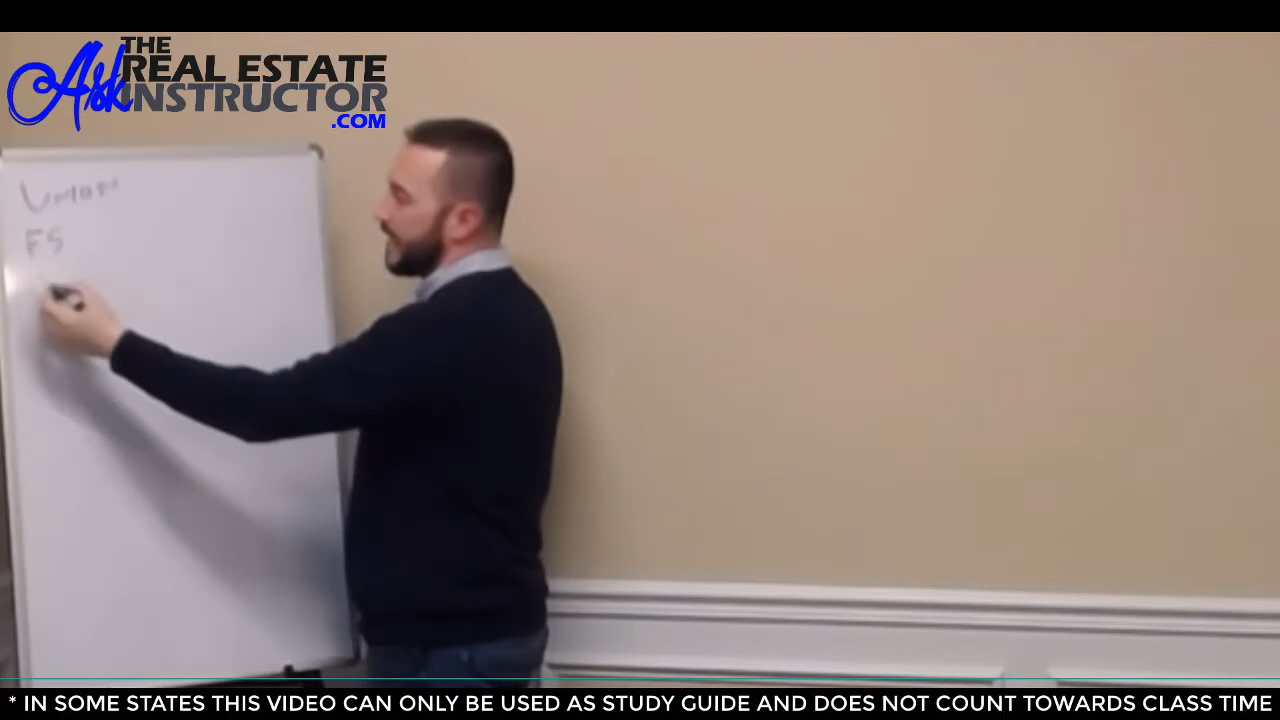 Ask
THE
REAL ESTATE
INSTRUCTOR
.COM
FS
* IN SOME STATES THIS VIDEO CAN ONLY BE USED AS STUDY GUIDE AND DOES NOT COUNT TOWARDS CLASS TIME